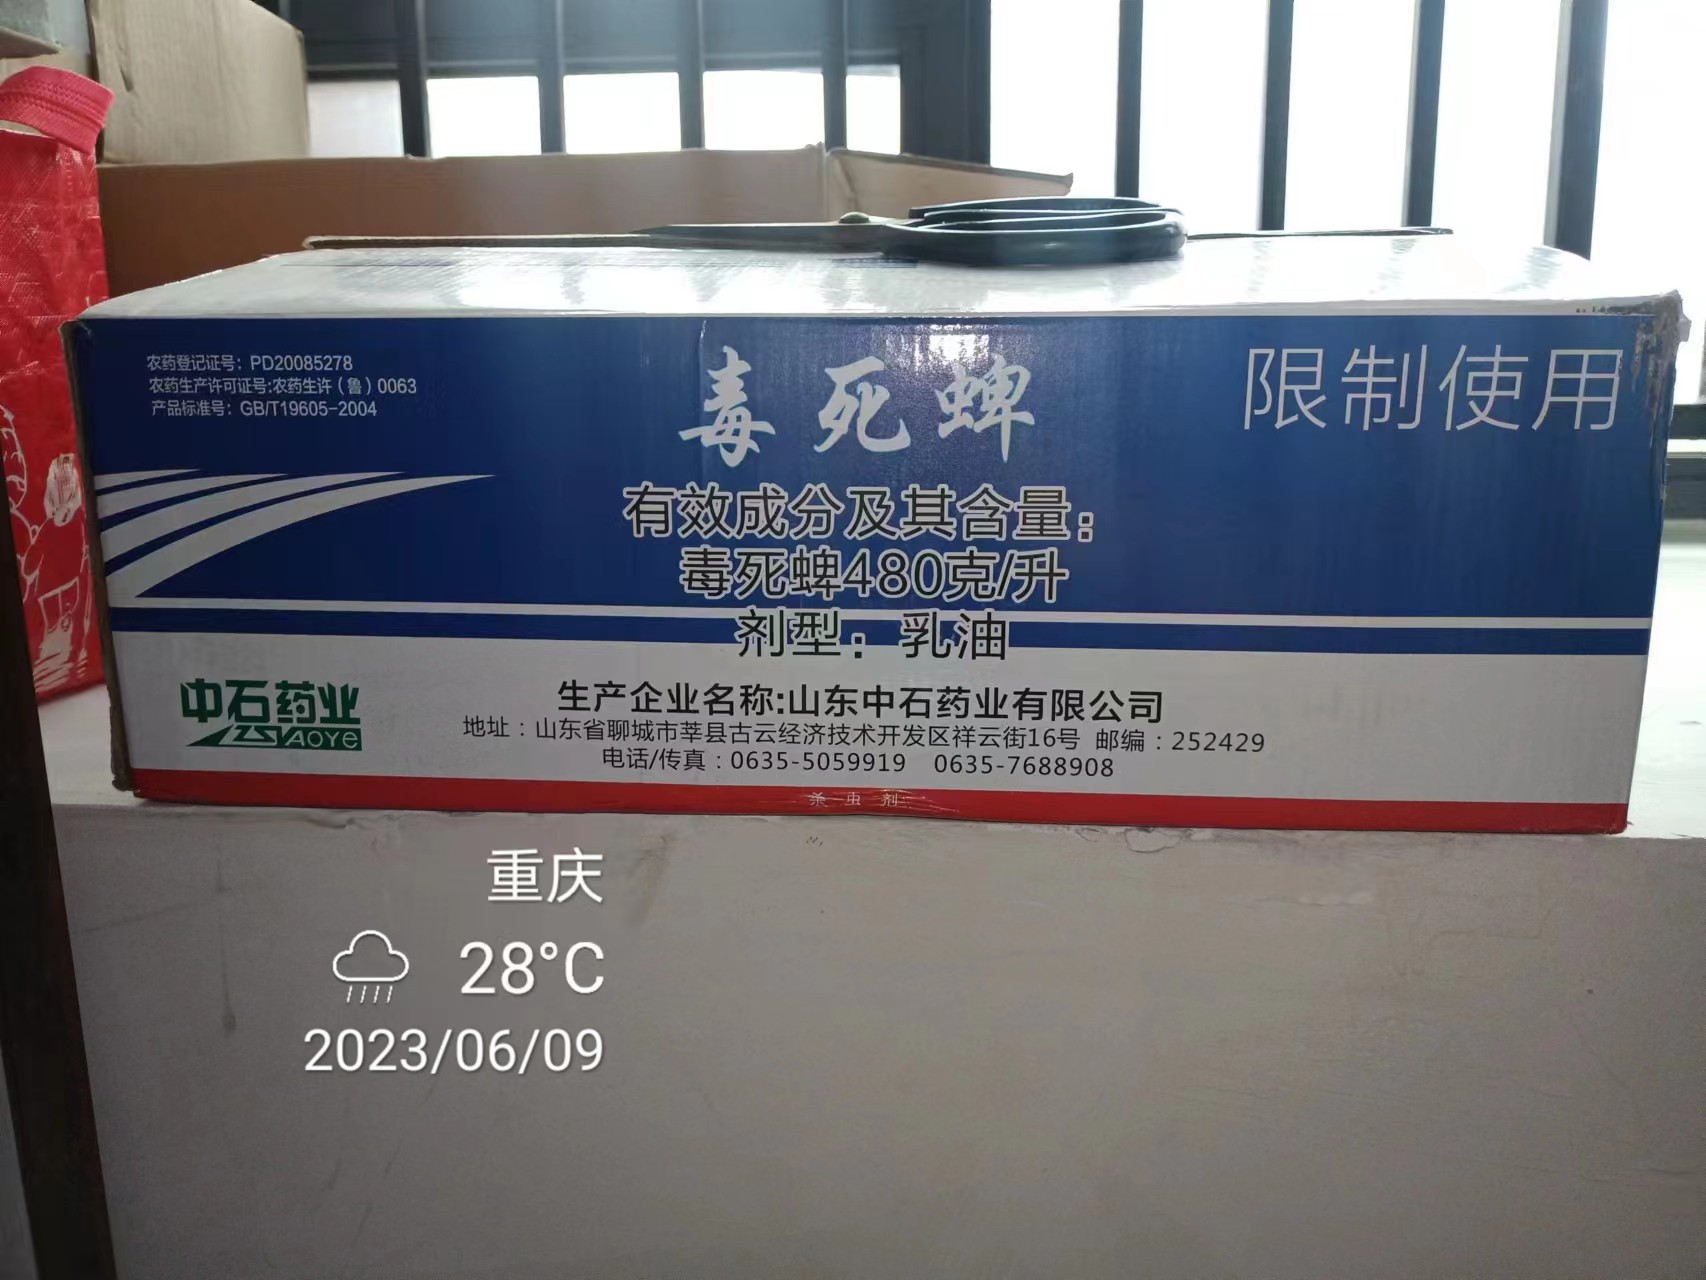 农药登记证号：PD20085278
农药生产许可证号:农药生许（鲁）0063
产品标准号：GB/T19605-2004
毒死蜱
限制使用
有效成分及其含量：
毒死蜱480克/升
剂型：乳油
中石药业
YAOYE
生产企业名称:山东中石药业有限公司
地址：山东省聊城市莘县古云经济技术开发区祥云街16号 邮编：252429
电话/传真：0635-5059919 0635-7688908
杀虫剂
重庆
28°C
2023/06/09